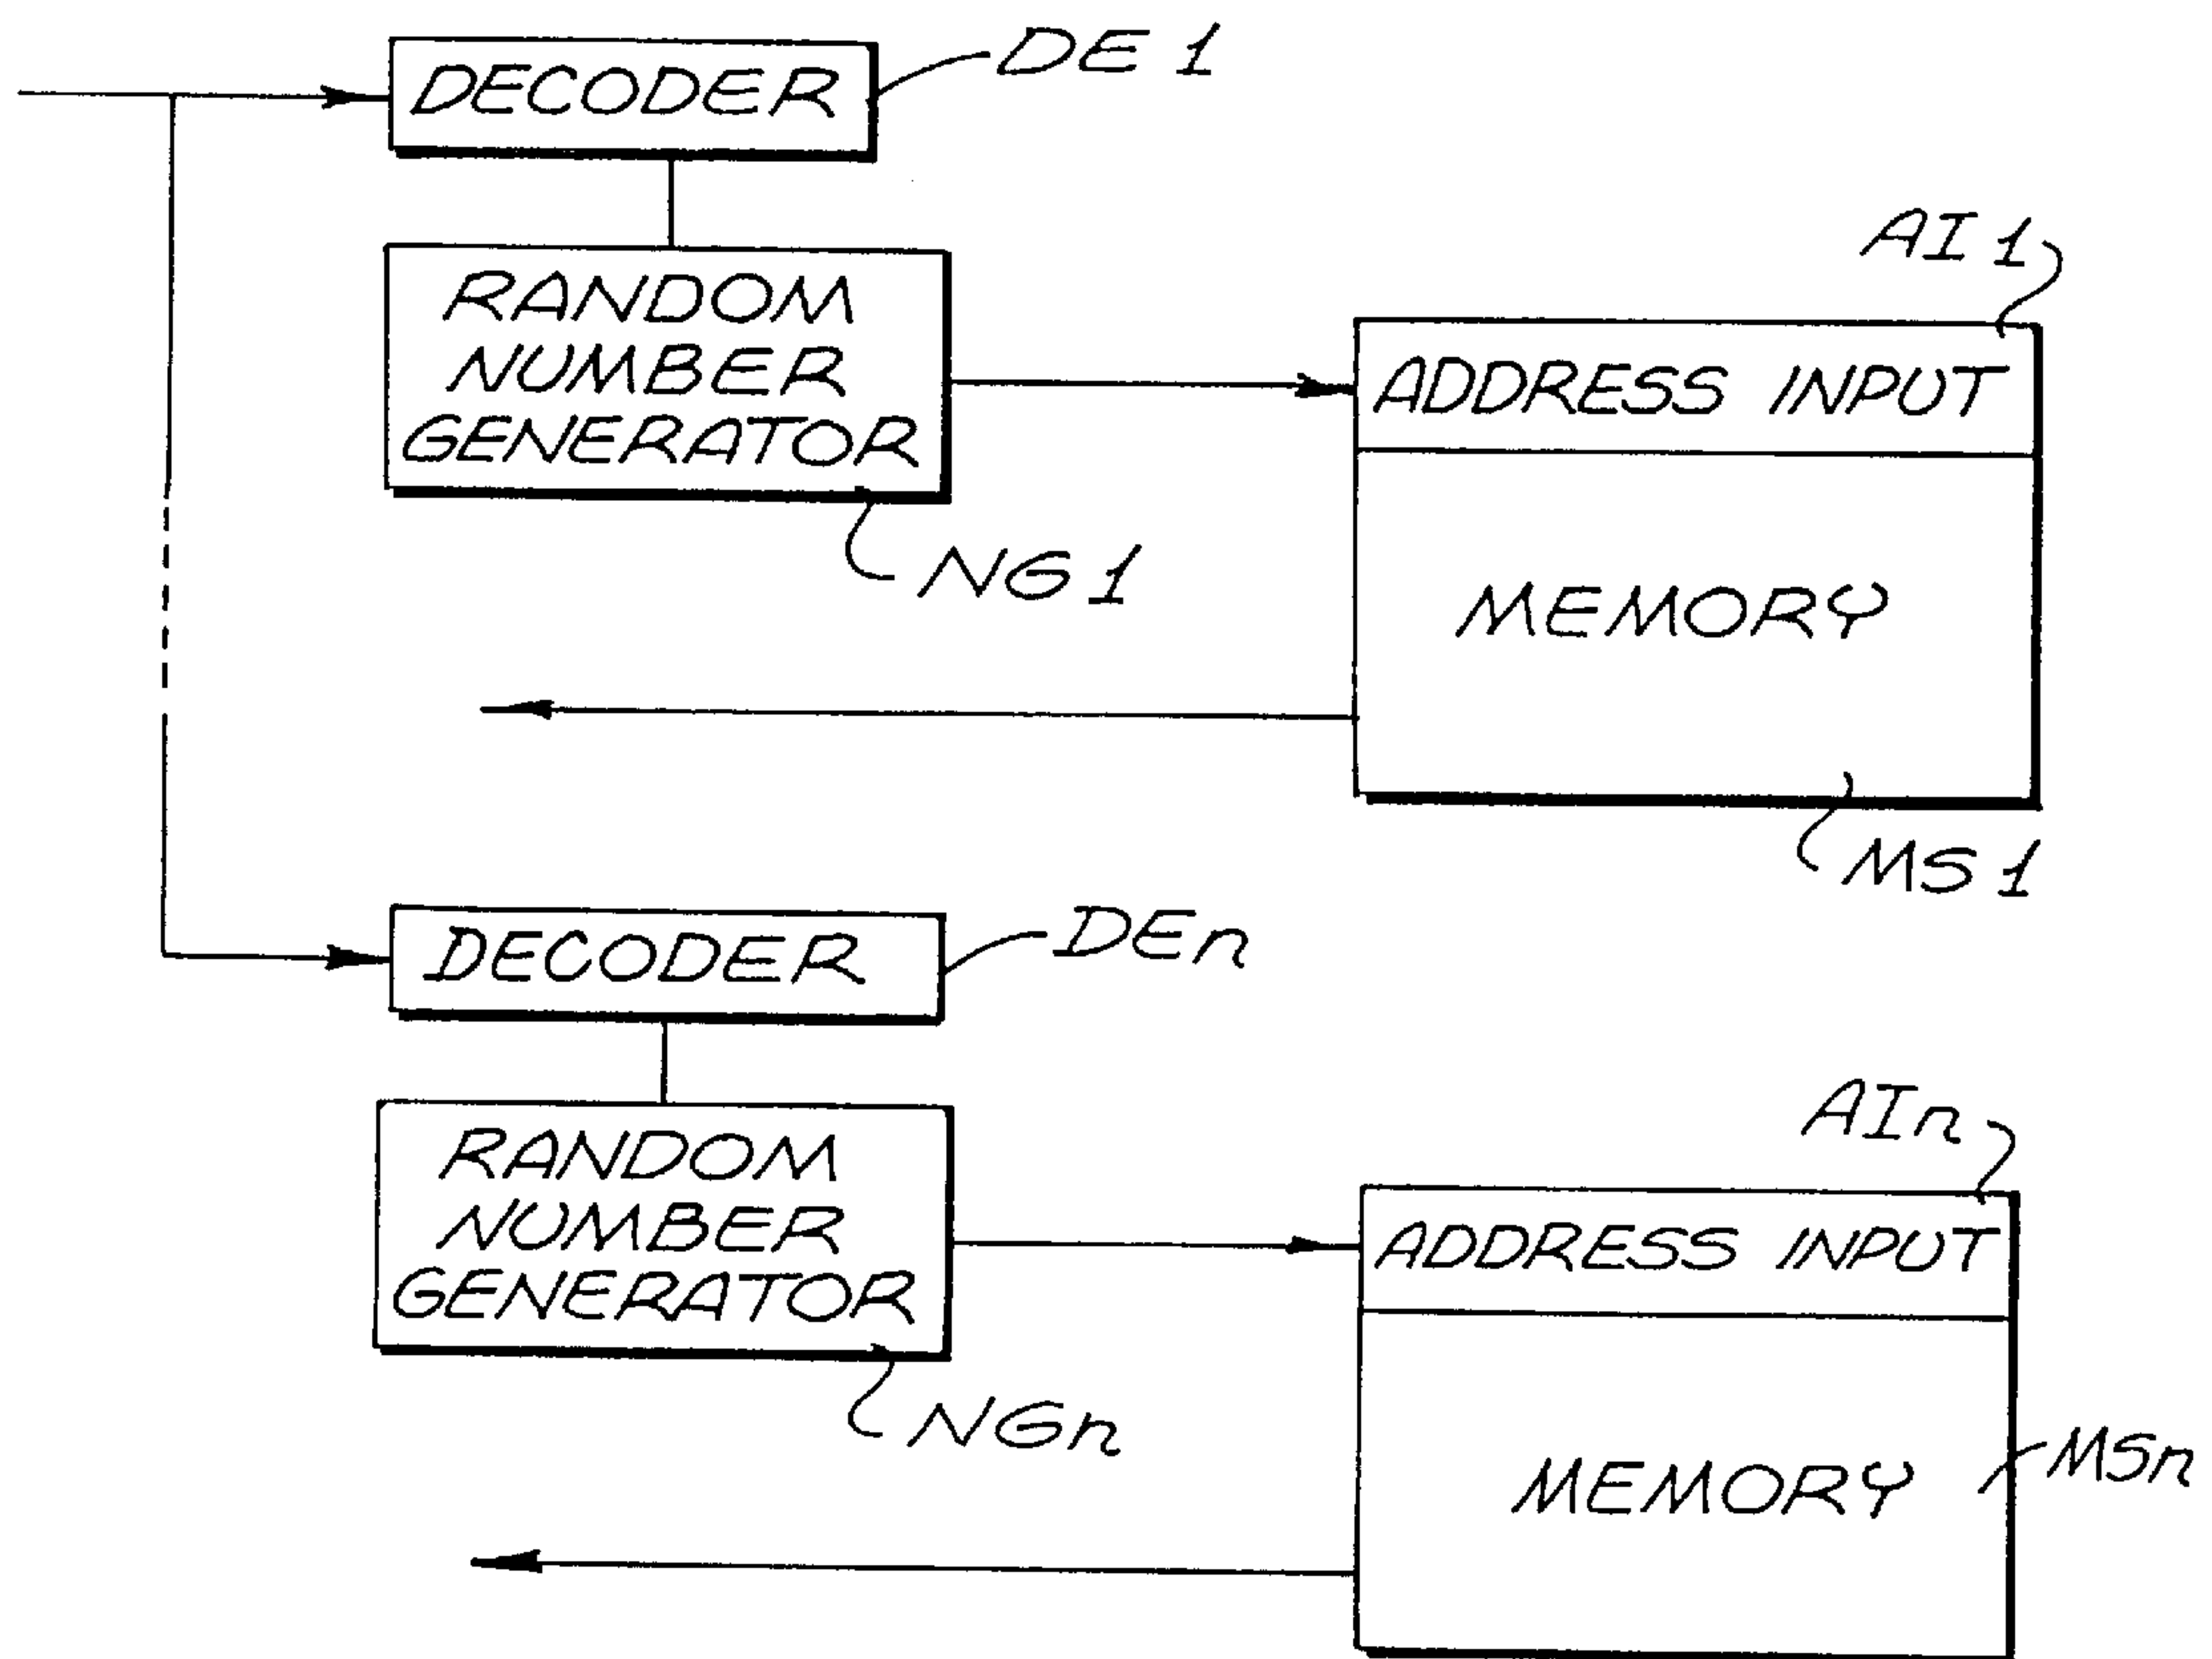 DECODER
DE 1
RANDOM
NUMBER
GENERATOR
NG 1
AI 1
ADDRESS INPUT
MEMORY
MS 1
DECODER
DEn
RANDOM
NUMBER
GENERATOR
NGn
AIn
ADDRESS INPUT
MEMORY
MSn